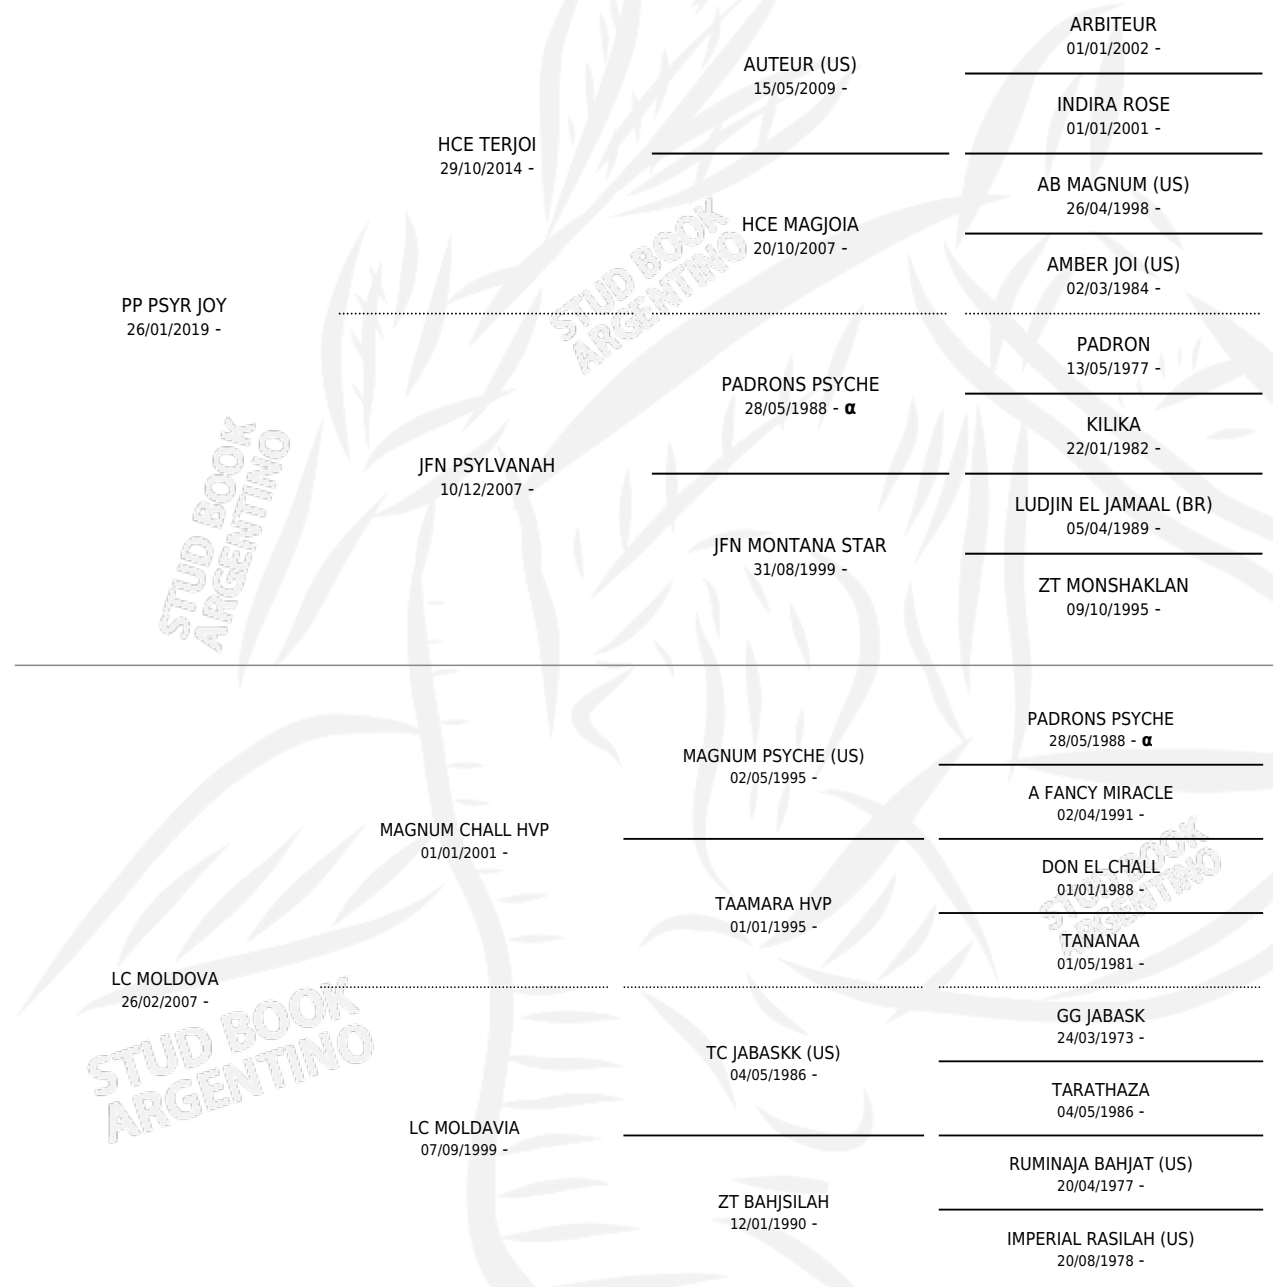 ARBITEUR
01/01/2002 -
AUTEUR (US)
15/05/2009 -
INDIRA ROSE
01/01/2001 -
HCE TERJOI
29/10/2014 -
AB MAGNUM (US)
26/04/1998 -
HCE MAGJOIA
20/10/2007 -
AMBER JOI (US)
02/03/1984 -
PP PSYR JOY
26/01/2019 -
PADRON
13/05/1977 -
PADRONS PSYCHE
28/05/1988 - α
KILIKA
22/01/1982 -
JFN PSYLVANAH
10/12/2007 -
LUDJIN EL JAMAAL (BR)
05/04/1989 -
JFN MONTANA STAR
31/08/1999 -
ZT MONSHAKLAN
09/10/1995 -
PADRONS PSYCHE
28/05/1988 - α
MAGNUM PSYCHE (US)
02/05/1995 -
A FANCY MIRACLE
02/04/1991 -
MAGNUM CHALL HVP
01/01/2001 -
DON EL CHALL
01/01/1988 -
TAAMARA HVP
01/01/1995 -
TANANAA
01/05/1981 -
LC MOLDOVA
26/02/2007 -
GG JABASK
24/03/1973 -
TC JABASKK (US)
04/05/1986 -
TARATHAZA
04/05/1986 -
LC MOLDAVIA
07/09/1999 -
RUMINAJA BAHJAT (US)
20/04/1977 -
ZT BAHJSILAH
12/01/1990 -
IMPERIAL RASILAH (US)
20/08/1978 -
STUD BOOK
ARGENTINO
STUD BOOK
ARGENTINO
STUD BOOK
ARGENTINO
STUD BOOK
ARGENTINO